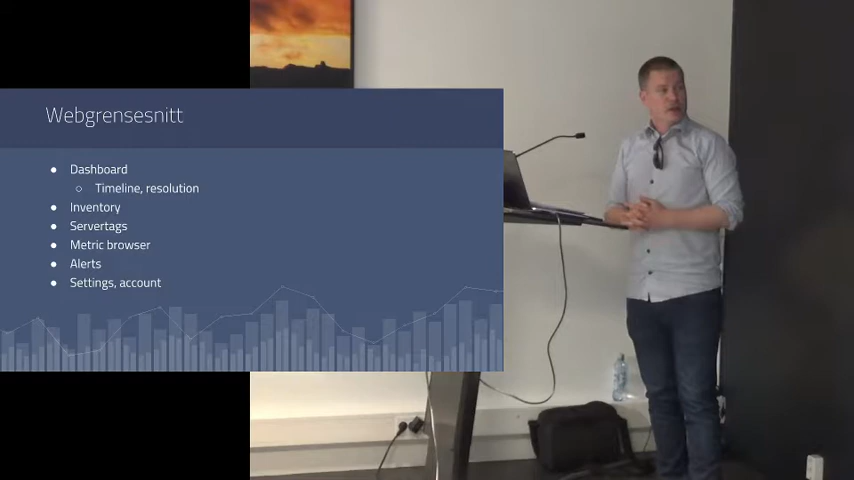 Webgrensesnitt
● Dashboard
○ Timeline, resolution
● Inventory
● Servertags
● Metric browser
● Alerts
● Settings, account